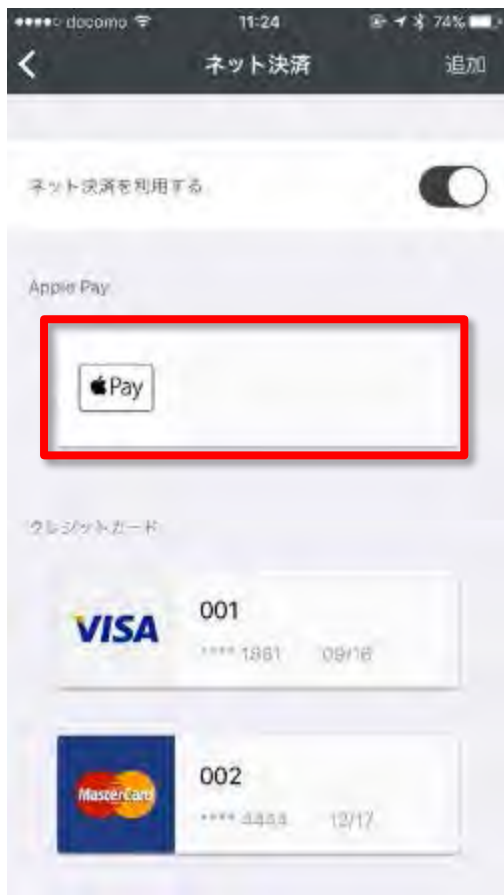 docomo 11:24 74%
ネット決済 追加
ネット決済を利用する
Apple Pay
Pay
クレジットカード
VISA 001
**** 1861 09/16
MasterCard 002
**** 4444 12/17